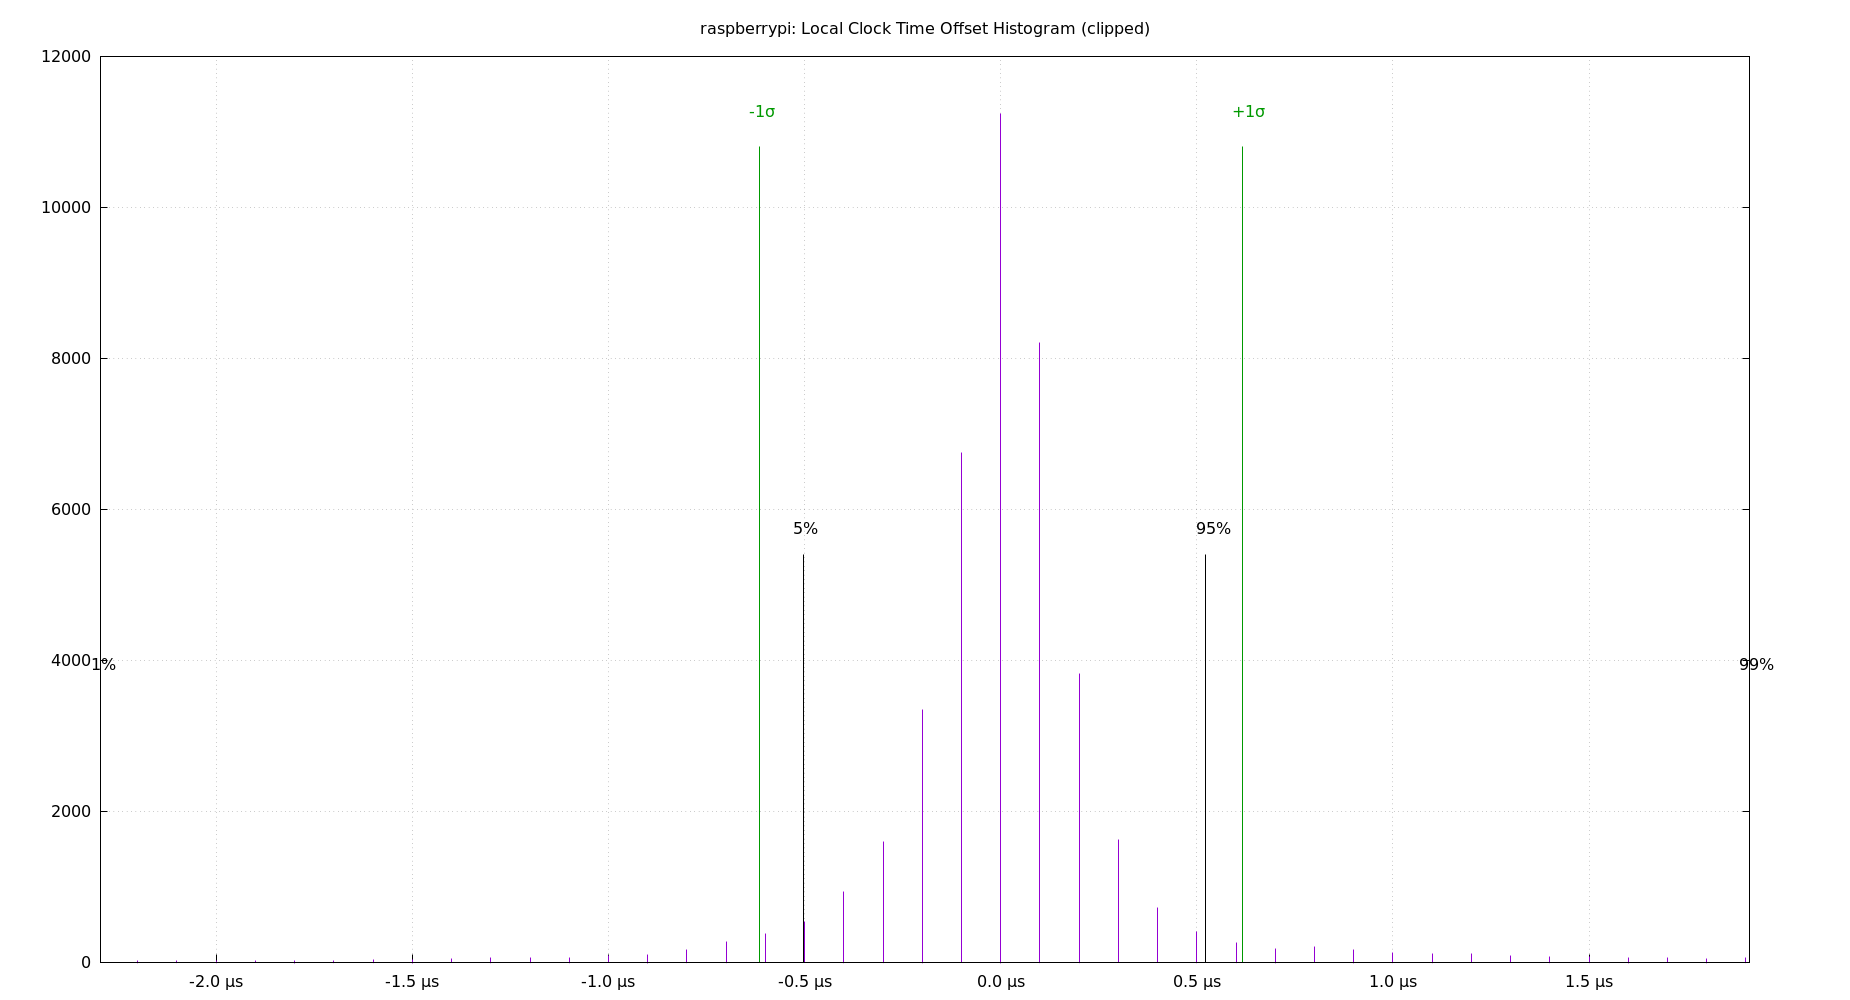 raspberrypi: Local Clock Time Offset Histogram (clipped)
12000
-1σ
+1σ
10000
8000
6000
5%
95%
4000
1%
99%
2000
0
-2.0 µs
-1.5 µs
-1.0 µs
-0.5 µs
0.0 µs
0.5 µs
1.0 µs
1.5 µs